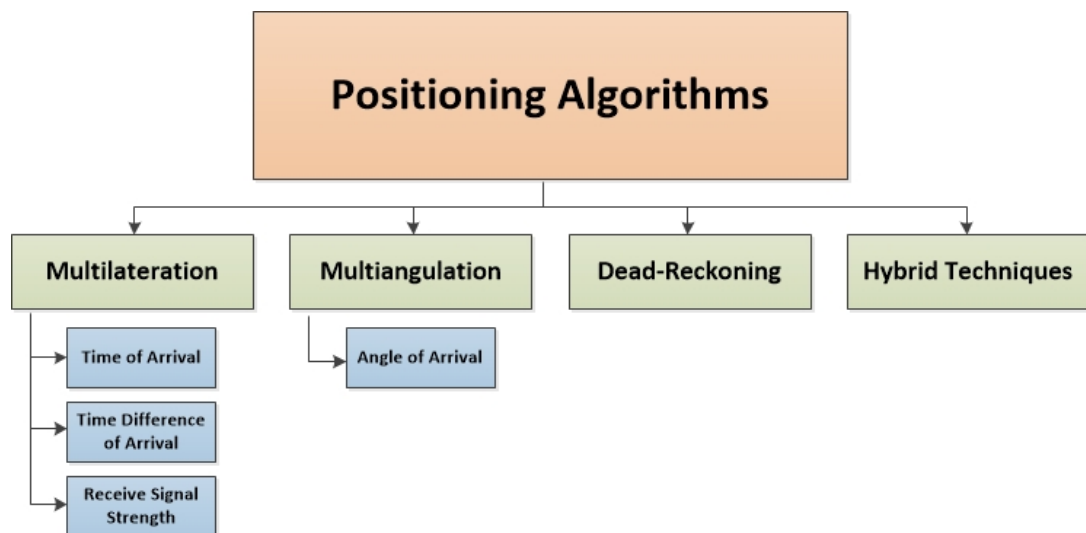 Positioning Algorithms
Multilateration
Multiangulation
Dead-Reckoning
Hybrid Techniques
Time of Arrival
Angle of Arrival
Time Difference
of Arrival
Receive Signal
Strength